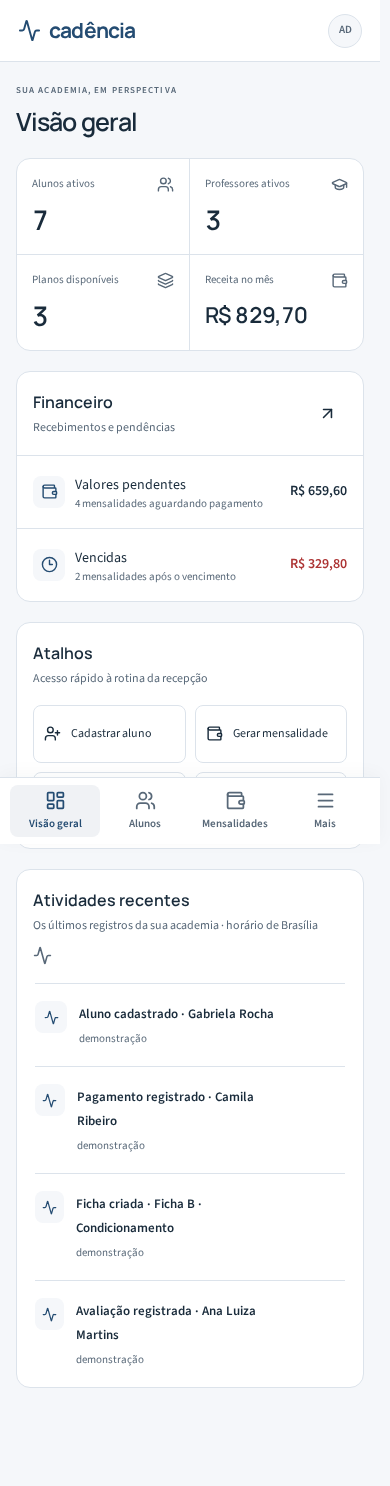 cadência
AD
SUA ACADEMIA, EM PERSPECTIVA
Visão geral
Alunos ativos
7
Professores ativos
3
Planos disponíveis
3
Receita no mês
R$ 829,70
Financeiro
Recebimentos e pendências
Valores pendentes
4 mensalidades aguardando pagamento
R$ 659,60
Vencidas
2 mensalidades após o vencimento
R$ 329,80
Atalhos
Acesso rápido à rotina da recepção
Cadastrar aluno
Gerar mensalidade
Visão geral
Alunos
Mensalidades
Mais
Atividades recentes
Os últimos registros da sua academia · horário de Brasília
Aluno cadastrado · Gabriela Rocha
demonstração
Pagamento registrado · Camila
Ribeiro
demonstração
Ficha criada · Ficha B ·
Condicionamento
demonstração
Avaliação registrada · Ana Luiza
Martins
demonstração